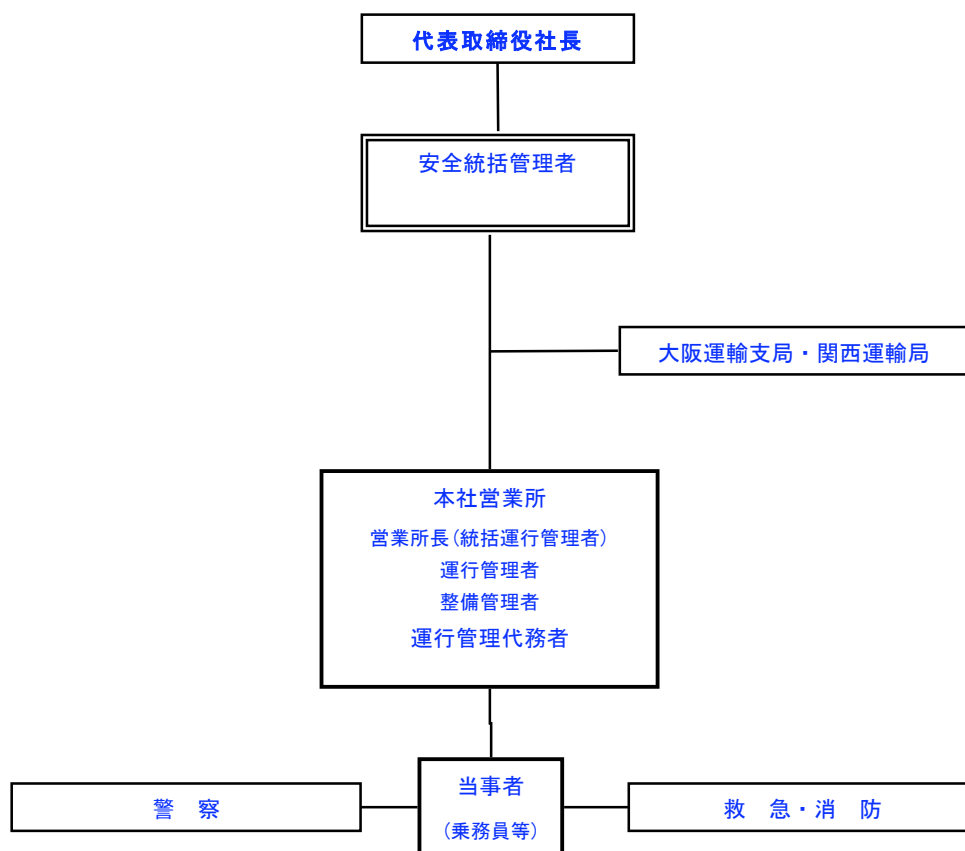 代表取締役社長
安全統括管理者
大阪運輸支局・関西運輸局
本社営業所
営業所長(統括運行管理者)
運行管理者
整備管理者
運行管理代務者
当事者
(乗務員等)
警　察
救　急・消　防